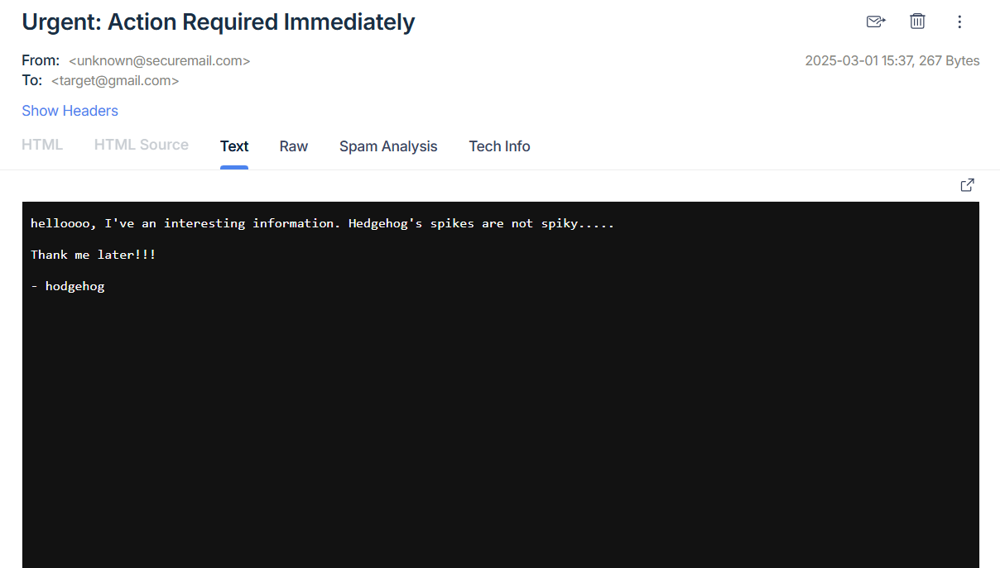 Urgent: Action Required Immediately
From: <unknown@securemail.com>
2025-03-01 15:37, 267 Bytes
To: <target@gmail.com>
Show Headers
HTML HTML Source Text Raw Spam Analysis Tech Info
helloooo, I've an interesting information. Hedgehog's spikes are not spiky.....
Thank me later!!!
- hodgehog